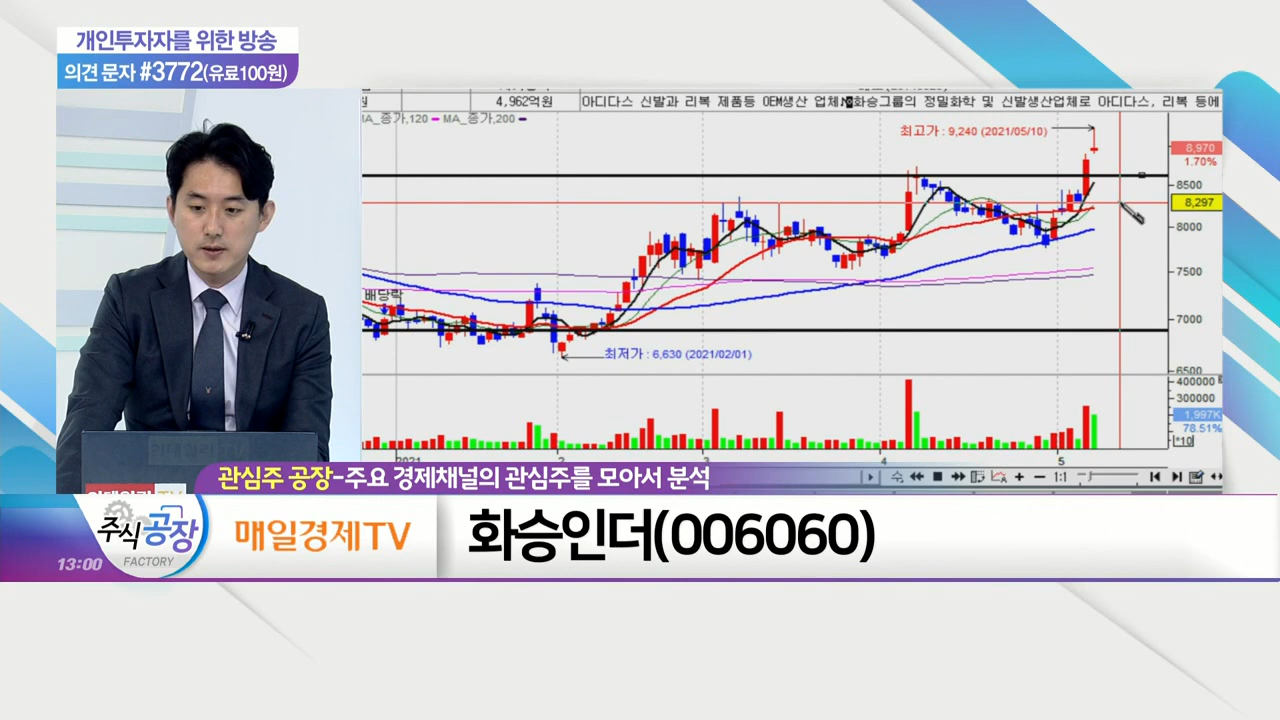 개인투자자를 위한 방송
의견 문자 #3772(유료100원)
4,962억원
아디다스 신발과 리복 제품등 OEM생산 업체
화승그룹의 정밀화학 및 신발생산업체로 아디다스, 리복 등에
MA_종가,120 MA_종가,200
최고가 : 9,240 (2021/05/10)
8,970
1.70%
8500
8,297
8000
7500
배당락
7000
최저가 : 6,630 (2021/02/01)
6500
400000
300000
1,997K
78.51%
*10
2021 2 3 4 5
1:1
관심주 공장-주요 경제채널의 관심주를 모아서 분석
주식공장
FACTORY
13:00
매일경제TV
화승인더(006060)